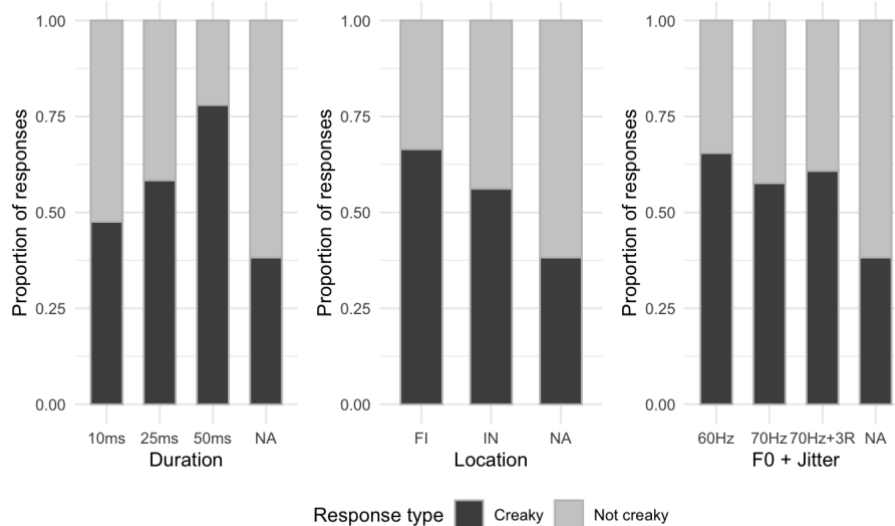 Proportion of responses
1.00
0.75
0.50
0.25
0.00
10ms 25ms 50ms NA
Duration
Proportion of responses
1.00
0.75
0.50
0.25
0.00
FI IN NA
Location
Proportion of responses
1.00
0.75
0.50
0.25
0.00
60Hz 70Hz 70Hz+3R NA
F0 + Jitter
Response type Creaky Not creaky